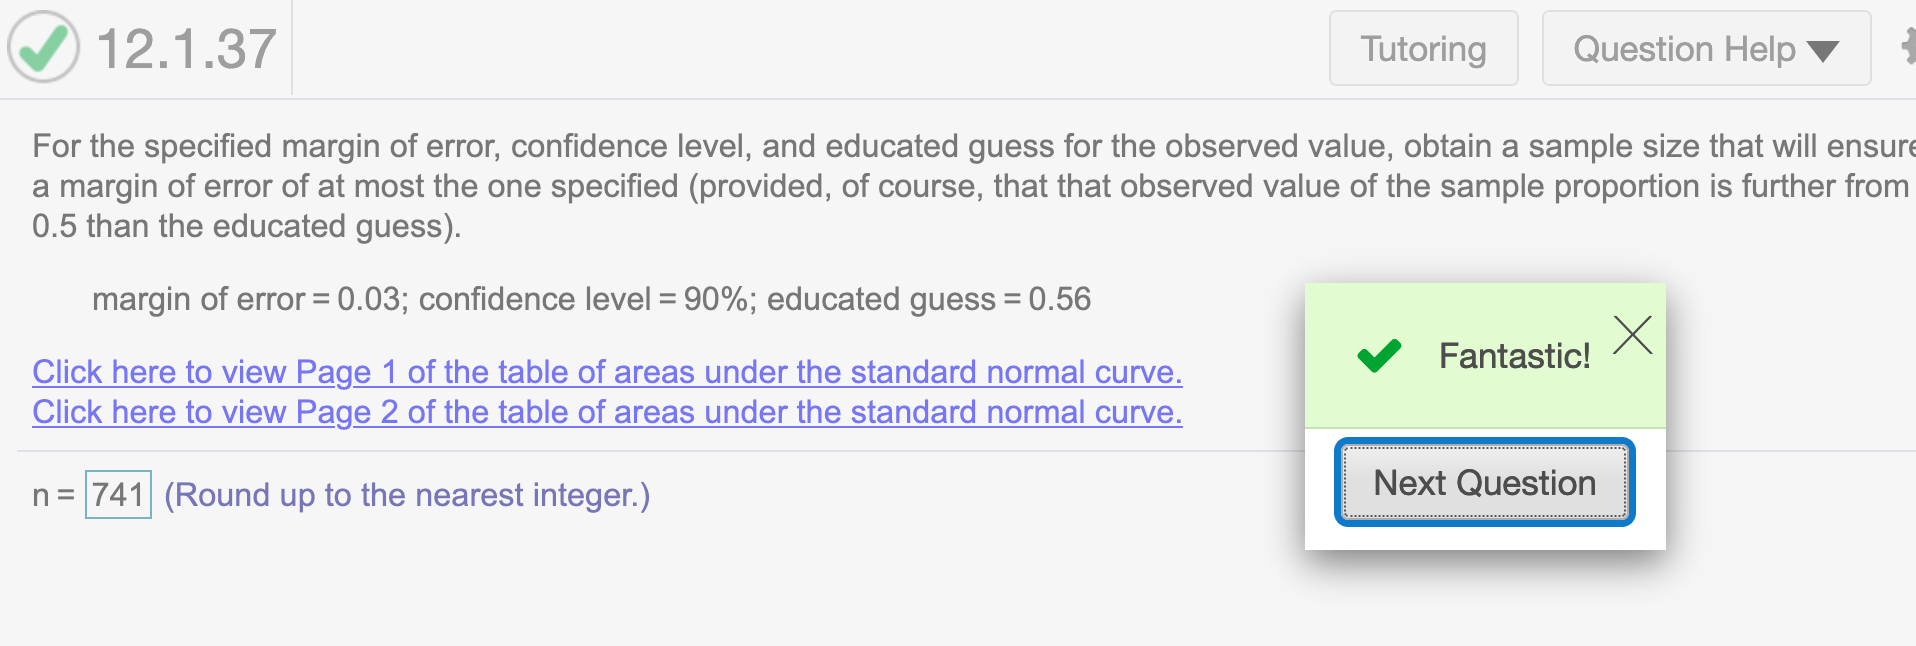 12.1.37
Tutoring
Question Help
For the specified margin of error, confidence level, and educated guess for the observed value, obtain a sample size that will ensure
a margin of error of at most the one specified (provided, of course, that that observed value of the sample proportion is further from
0.5 than the educated guess).
margin of error = 0.03; confidence level = 90%; educated guess = 0.56
Click here to view Page 1 of the table of areas under the standard normal curve.
Click here to view Page 2 of the table of areas under the standard normal curve.
n = 741 (Round up to the nearest integer.)
Fantastic!
Next Question